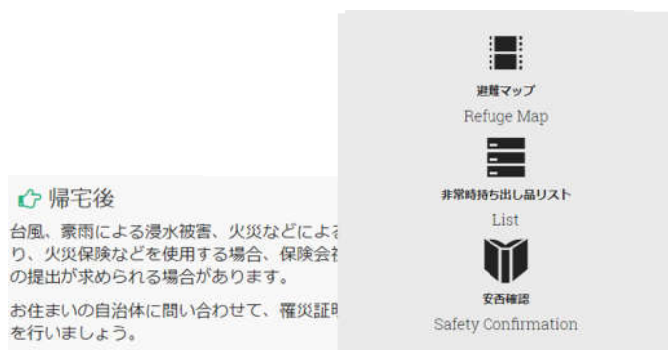 帰宅後
台風、豪雨による浸水被害、火災などによる
り、火災保険などを使用する場合、保険会社
の提出が求められる場合があります。
お住まいの自治体に問い合わせて、罹災証明
を行いましょう。
避難マップ
Refuge Map
非常時持ち出し品リスト
List
安否確認
Safety Confirmation